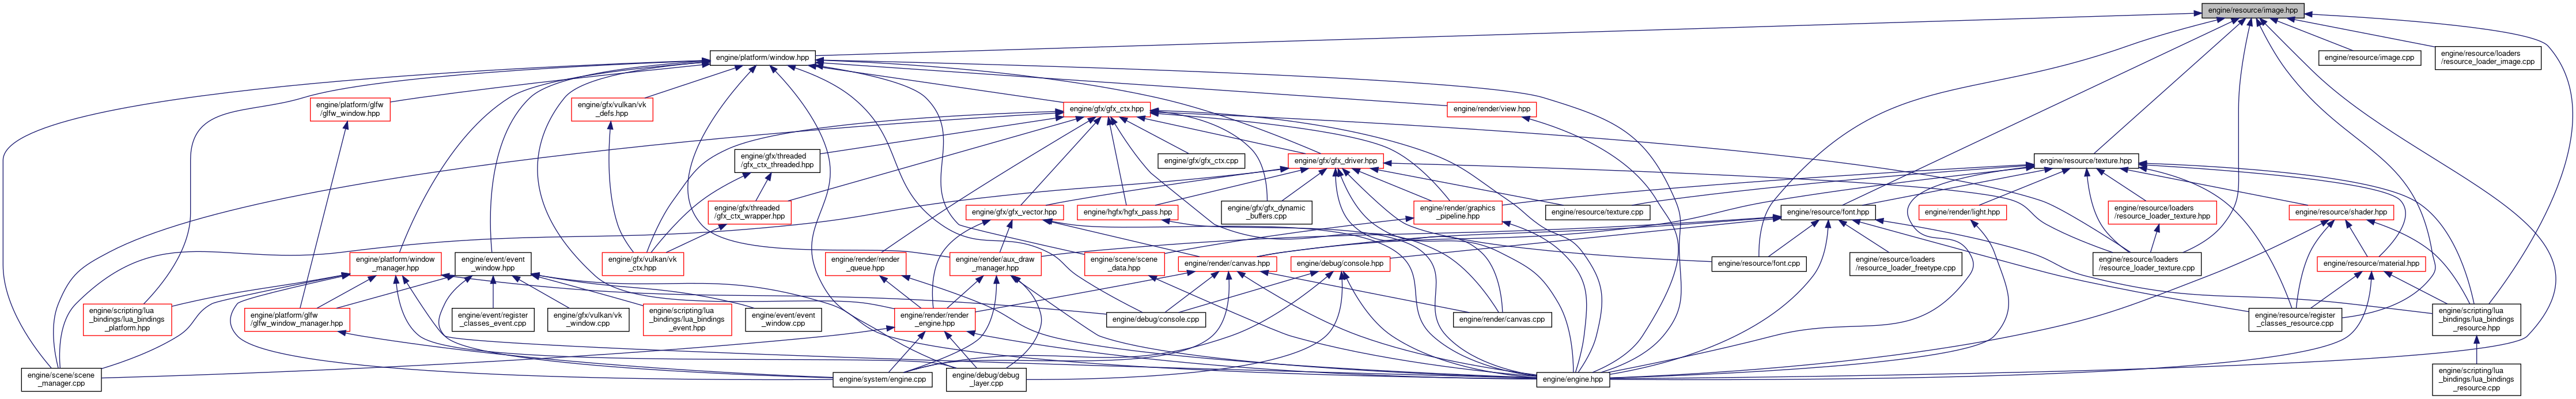 engine/resource/image.hpp
engine/platform/window.hpp
engine/resource/image.cpp
engine/resource/loaders
/resource_loader_image.cpp
engine/platform/glfw
/glfw_window.hpp
engine/gfx/vulkan/vk
_defs.hpp
engine/gfx/gfx_ctx.hpp
engine/render/view.hpp
engine/gfx/threaded
/gfx_ctx_threaded.hpp
engine/gfx/gfx_ctx.cpp
engine/gfx/gfx_driver.hpp
engine/resource/texture.hpp
engine/gfx/threaded
/gfx_ctx_wrapper.hpp
engine/gfx/gfx_vector.hpp
engine/hgfx/hgfx_pass.hpp
engine/gfx/gfx_dynamic
_buffers.cpp
engine/render/graphics
_pipeline.hpp
engine/resource/texture.cpp
engine/resource/font.hpp
engine/render/light.hpp
engine/resource/loaders
/resource_loader_texture.hpp
engine/resource/shader.hpp
engine/platform/window
_manager.hpp
engine/event/event
_window.hpp
engine/gfx/vulkan/vk
_ctx.hpp
engine/render/render
_queue.hpp
engine/render/aux_draw
_manager.hpp
engine/scene/scene
_data.hpp
engine/render/canvas.hpp
engine/debug/console.hpp
engine/resource/font.cpp
engine/resource/loaders
/resource_loader_freetype.cpp
engine/resource/loaders
/resource_loader_texture.cpp
engine/resource/material.hpp
engine/scripting/lua
_bindings/lua_bindings
_platform.hpp
engine/platform/glfw
/glfw_window_manager.hpp
engine/event/register
_classes_event.cpp
engine/gfx/vulkan/vk
_window.cpp
engine/scripting/lua
_bindings/lua_bindings
_event.hpp
engine/event/event
_window.cpp
engine/render/render
_engine.hpp
engine/debug/console.cpp
engine/render/canvas.cpp
engine/resource/register
_classes_resource.cpp
engine/scripting/lua
_bindings/lua_bindings
_resource.hpp
engine/scene/scene
_manager.cpp
engine/system/engine.cpp
engine/debug/debug
_layer.cpp
engine/engine.hpp
engine/scripting/lua
_bindings/lua_bindings
_resource.cpp